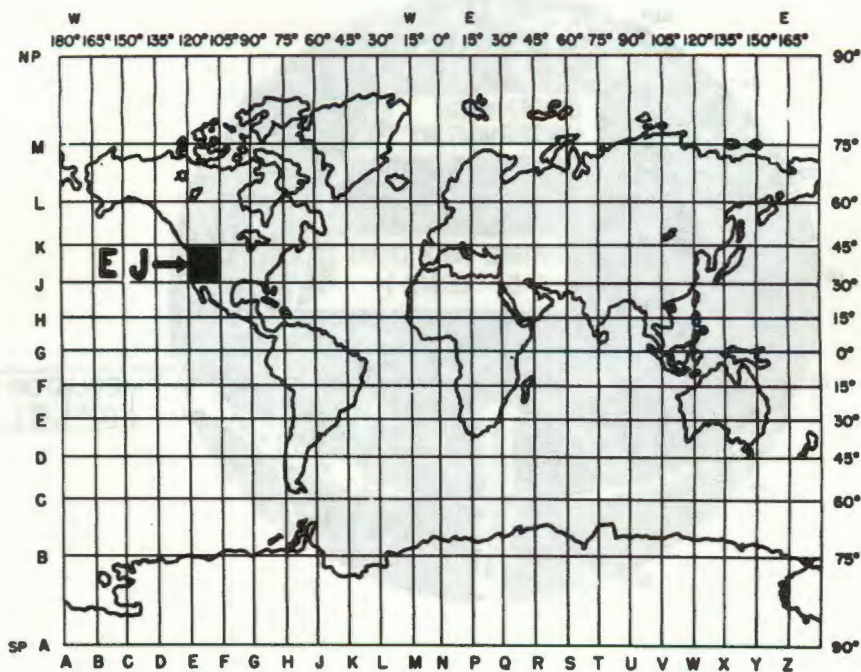 W W E E
180° 165° 150° 135° 120° 105° 90° 75° 60° 45° 30° 15° 0° 15° 30° 45° 60° 75° 90° 105° 120° 135° 150° 165°
NP 90°
M 75°
L 60°
K 45°
E J
J 30°
H 15°
G 0°
F 15°
E 30°
D 45°
C
B 75°
SP A 90°
A B C D E F G H J K L M N P Q R S T U V W X Y Z